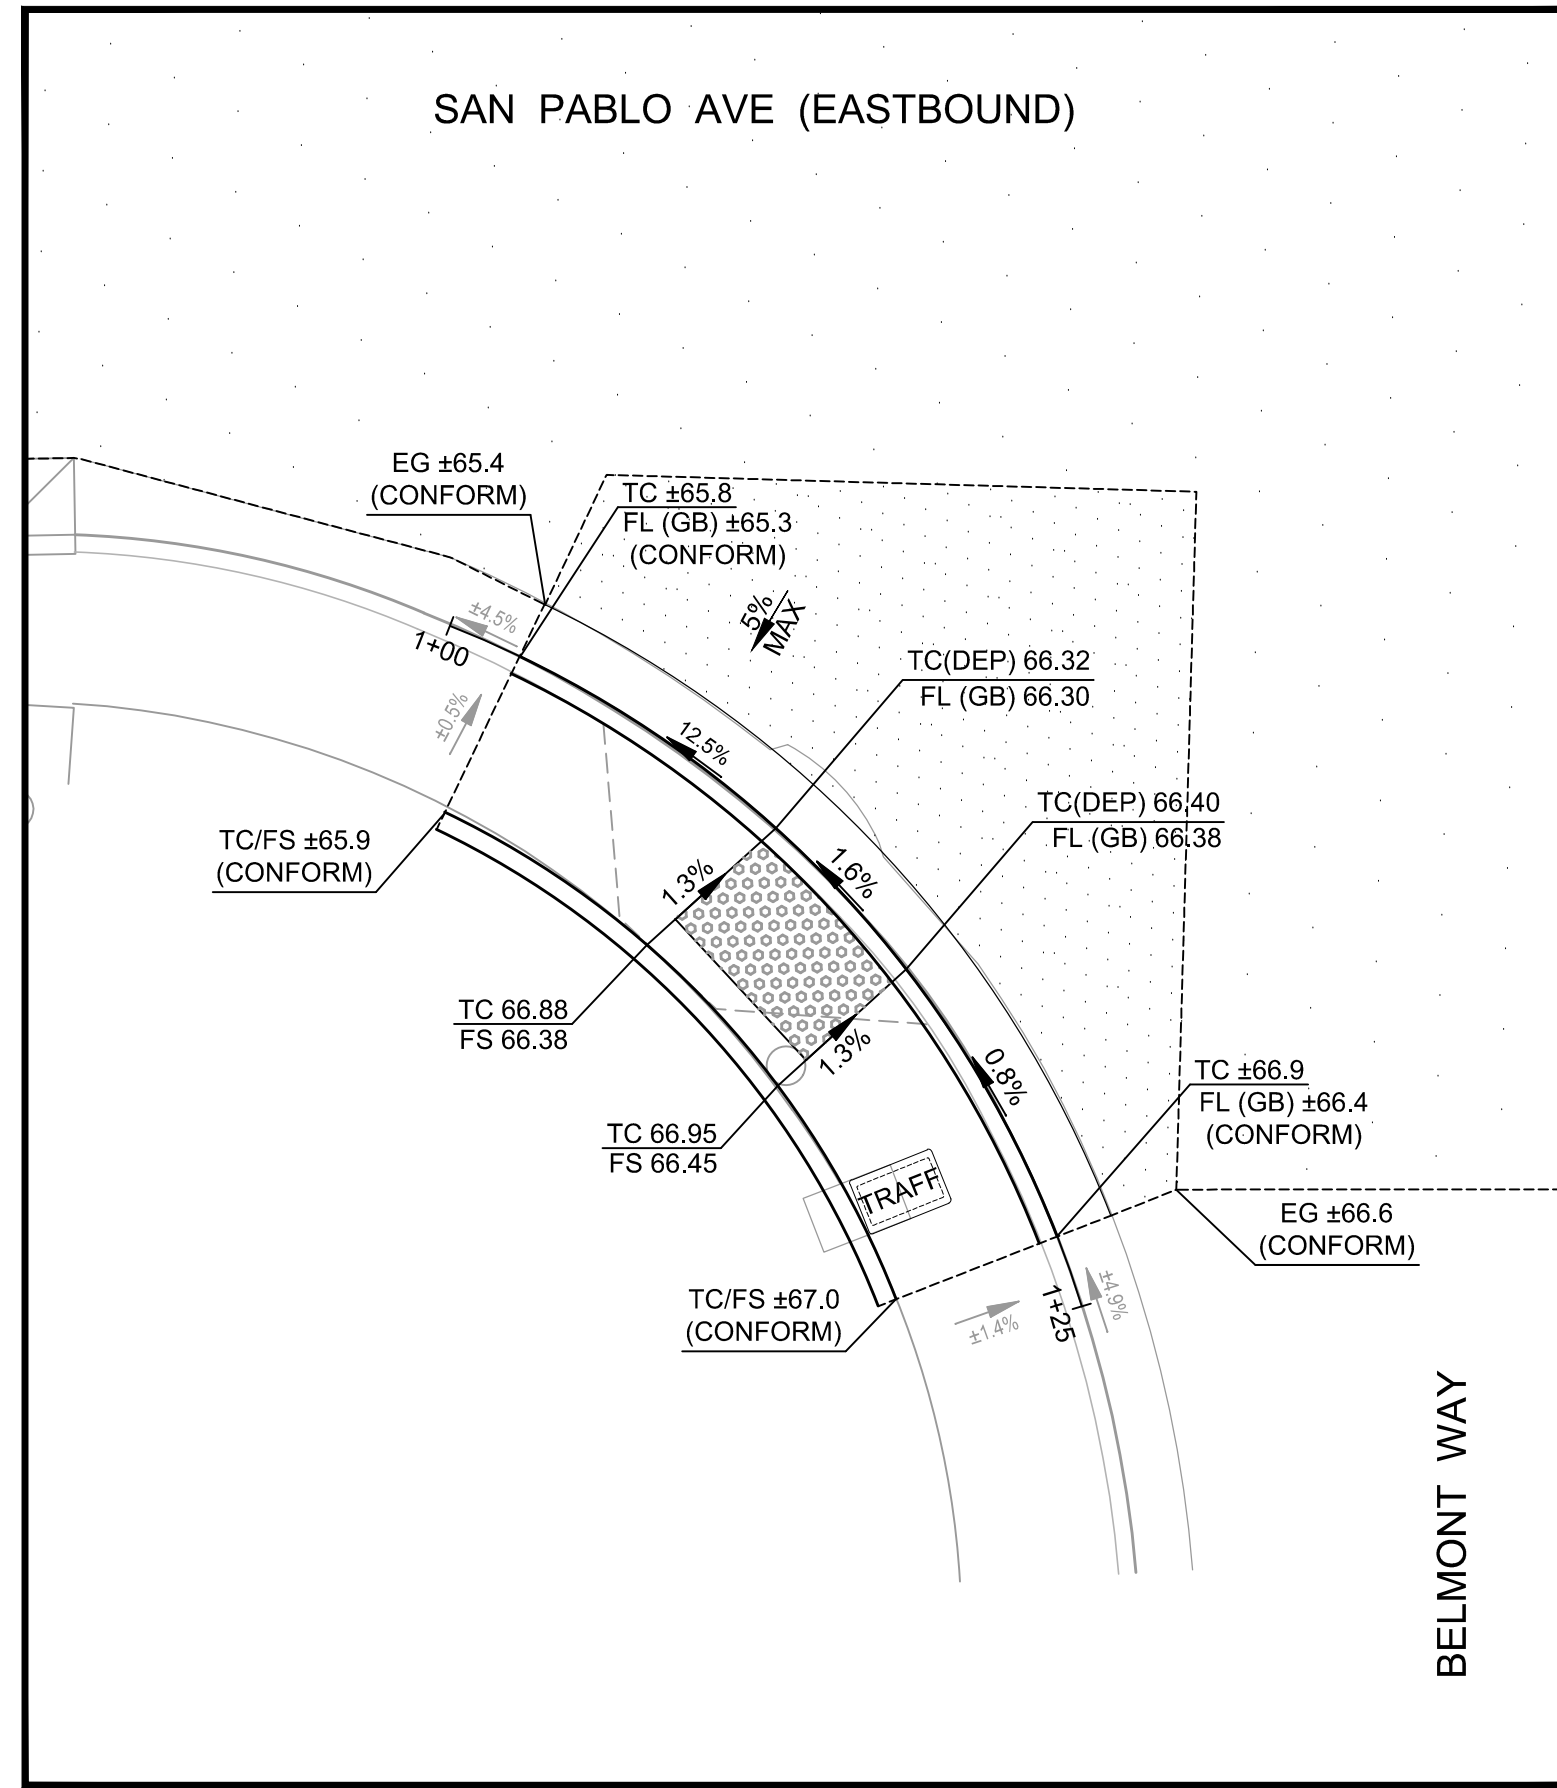 SAN PABLO AVE (EASTBOUND)
EG ±65.4
(CONFORM)
TC ±65.8
FL (GB) ±65.3
(CONFORM)
±4.5%
1+00
5%
MAX
±0.5%
TC(DEP) 66.32
FL (GB) 66.30
12.5%
TC(DEP) 66.40
FL (GB) 66.38
TC/FS ±65.9
(CONFORM)
1.3%
1.6%
TC 66.88
FS 66.38
1.3%
0.8%
TC ±66.9
FL (GB) ±66.4
(CONFORM)
TC 66.95
FS 66.45
TRAFF
EG ±66.6
(CONFORM)
TC/FS ±67.0
(CONFORM)
±1.4%
1+25
±4.9%
BELMONT WAY